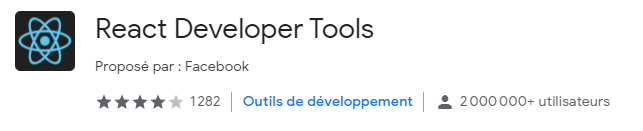 React Developer Tools
Proposé par : Facebook
1282 Outils de développement 2 000 000+ utilisateurs